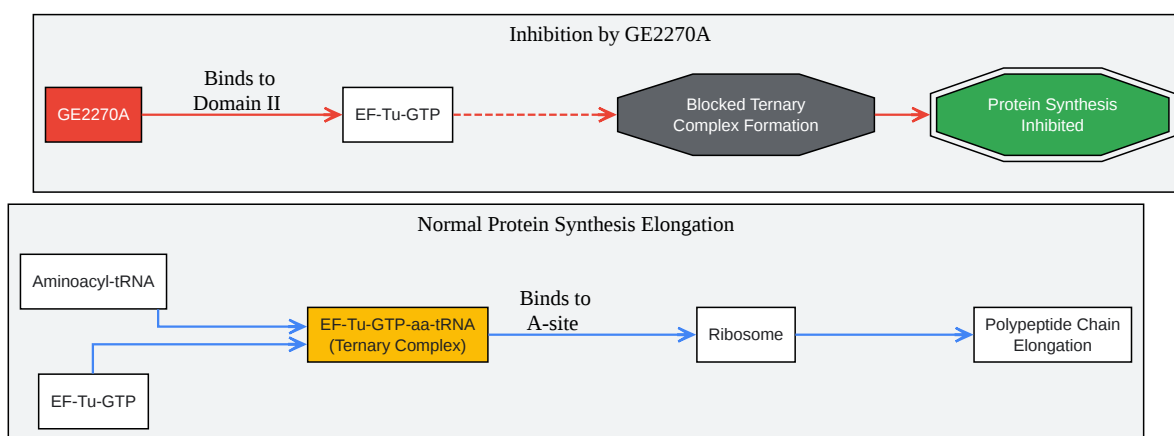 Inhibition by GE2270A
GE2270A
Binds to
Domain II
EF-Tu-GTP
Blocked Ternary
Complex Formation
Protein Synthesis
Inhibited
Normal Protein Synthesis Elongation
Aminoacyl-tRNA
EF-Tu-GTP
EF-Tu-GTP-aa-tRNA
(Ternary Complex)
Binds to
A-site
Ribosome
Polypeptide Chain
Elongation